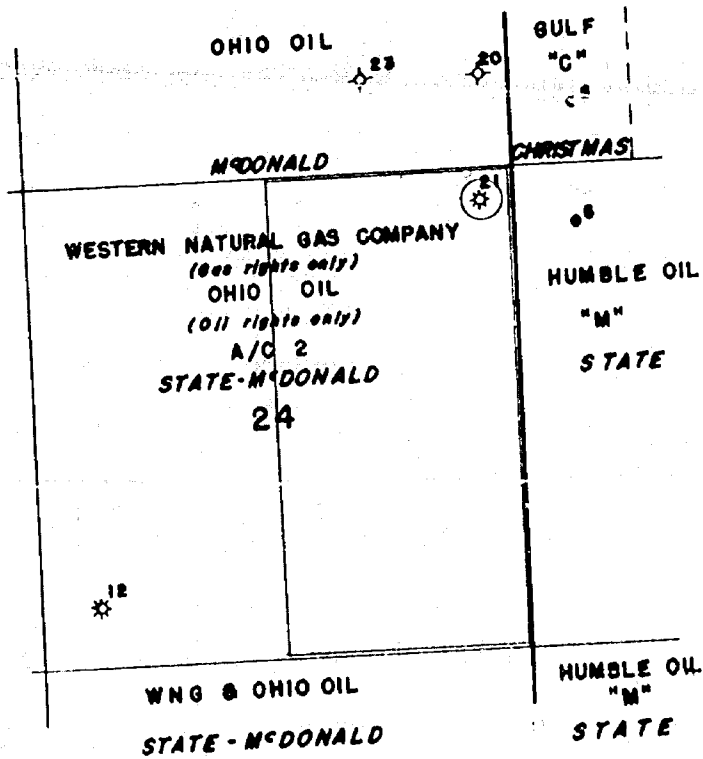 OHIO OIL
23
20
GULF
"C"
McDONALD
CHRISTMAS
21
6
WESTERN NATURAL GAS COMPANY
(Gas rights only)
OHIO OIL
(Oil rights only)
A/C 2
STATE-McDONALD
24
HUMBLE OIL
"M"
STATE
12
WNG & OHIO OIL
STATE - McDONALD
HUMBLE OIL
"M"
STATE